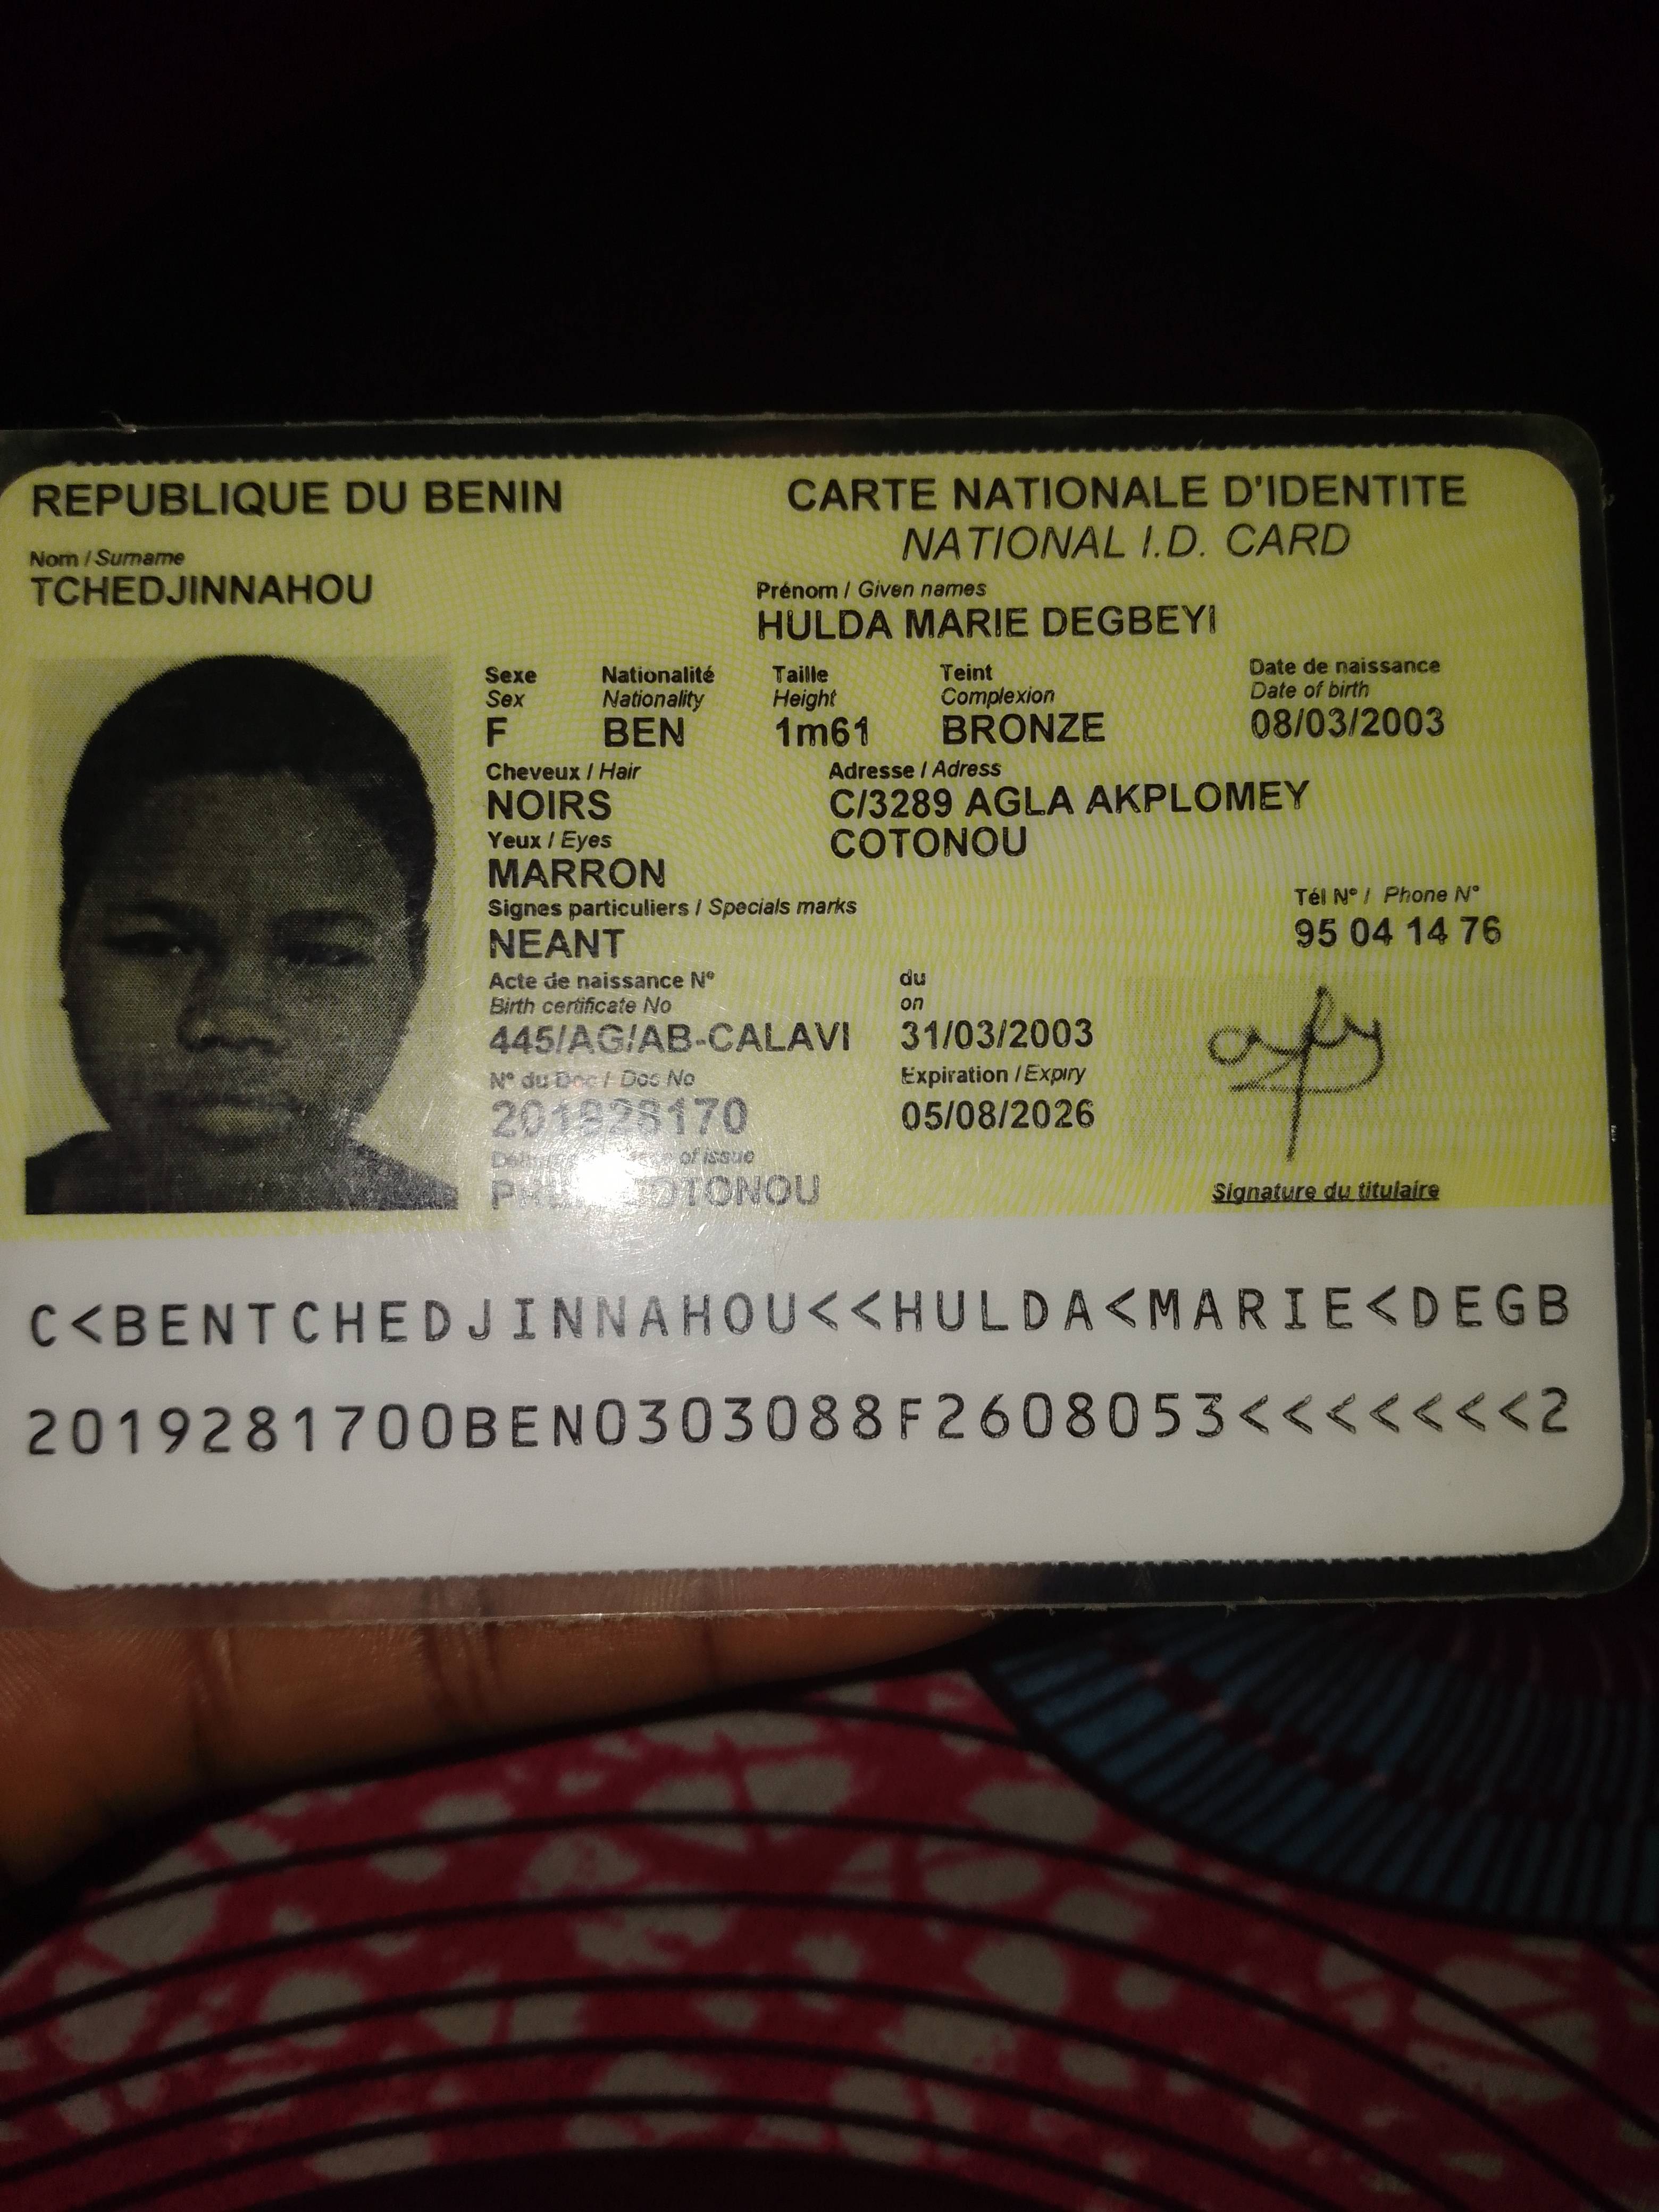 REPUBLIQUE DU BENIN
CARTE NATIONALE D'IDENTITE
NATIONAL I.D. CARD
Nom / Surname
TCHEDJINNAHOU
Prénom / Given names
HULDA MARIE DEGBEYI
Sexe Nationalité Taille Teint Date de naissance
Sex Nationality Height Complexion Date of birth
F BEN 1m61 BRONZE 08/03/2003
Cheveux / Hair Adresse / Adress
NOIRS C/3289 AGLA AKPLOMEY
Yeux / Eyes COTONOU
MARRON
Signes particuliers / Specials marks Tél N° / Phone N°
NEANT 95 04 14 76
Acte de naissance N° du
Birth certificate No on
445/AG/AB-CALAVI 31/03/2003
N° du Doc / Doc No Expiration / Expiry
201928170 05/08/2026
of issue
COTONOU
Signature du titulaire
C<BENTCHEDJINNAHOU<<HULDA<MARIE<DEGB
2019281700BEN0303088F2608053<<<<<<<2